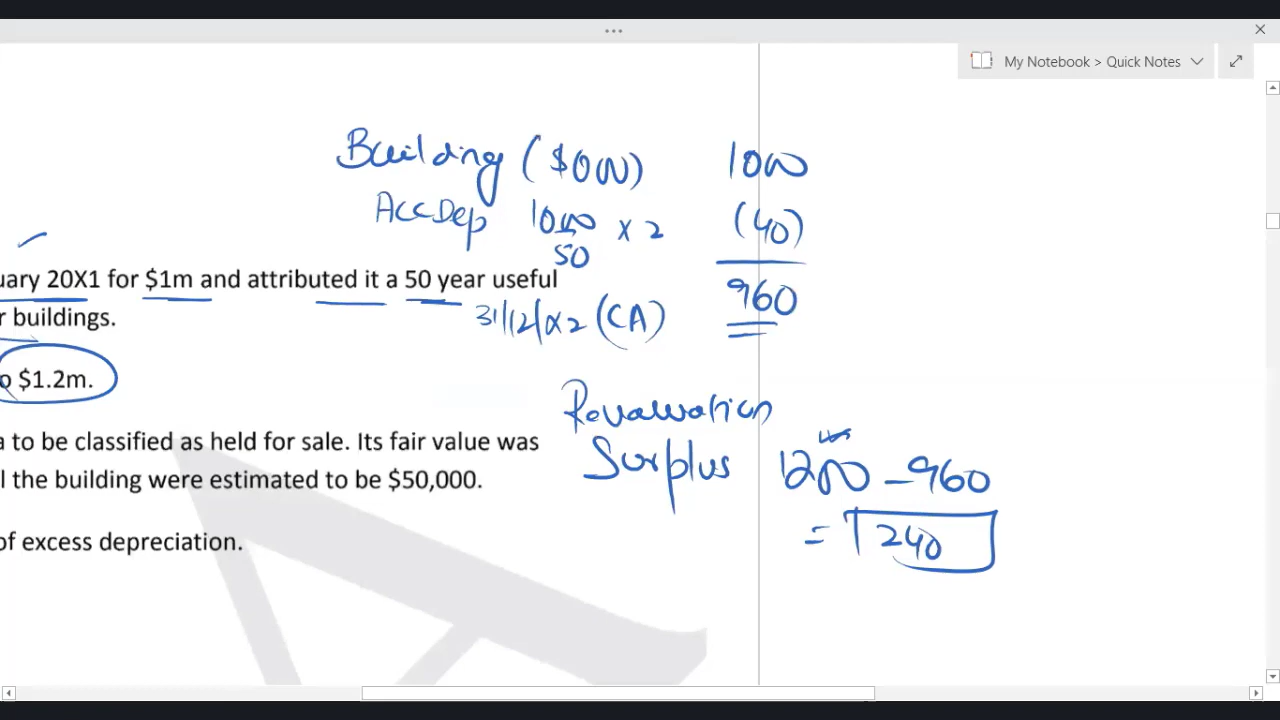 My Notebook > Quick Notes
Building ($000) 1000
AccDep 1000 x 2 (40)
50
uary 20X1 for $1m and attributed it a 50 year useful
31/12/X2 (CA) 960
r buildings.
o $1.2m.
Revaluation
a to be classified as held for sale. Its fair value was
Surplus 1200 - 960
l the building were estimated to be $50,000.
= 240
of excess depreciation.